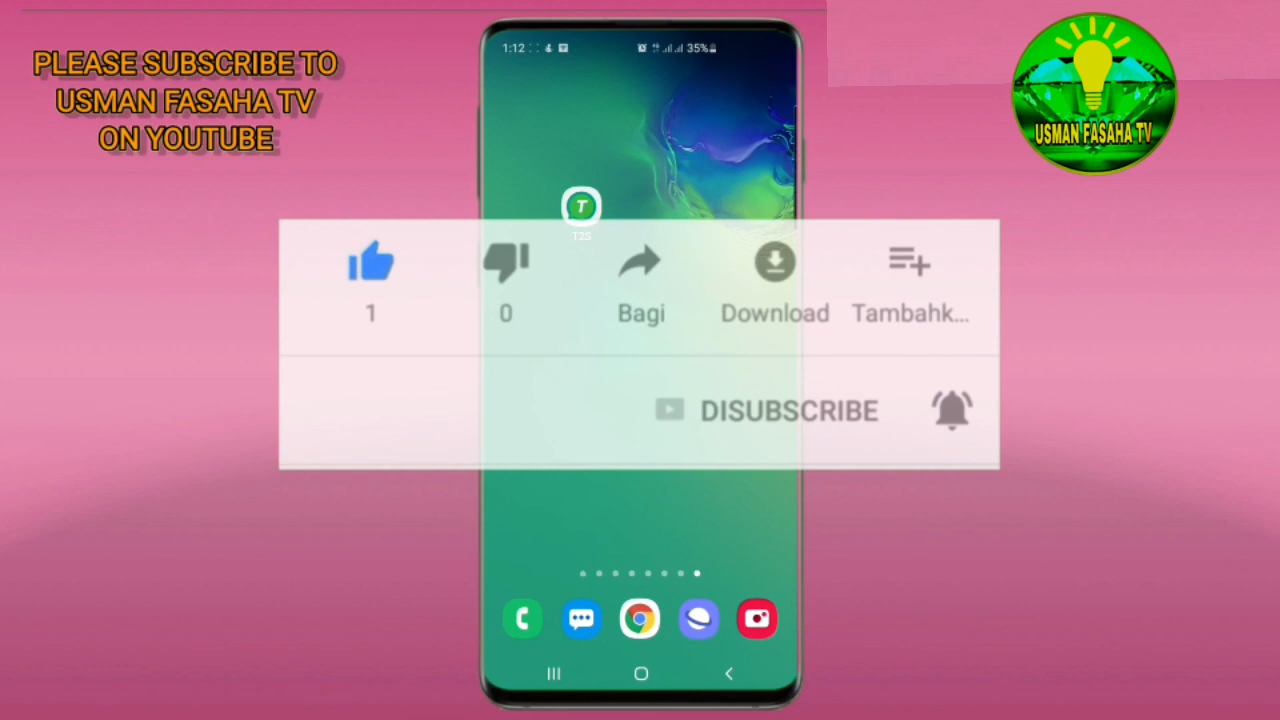 PLEASE SUBSCRIBE TO
USMAN FASAHA TV
ON YOUTUBE
1:12
35%
USMAN FASAHA TV
T
T2S
1
0
Bagi
Download
Tambahk...
DISUBSCRIBE